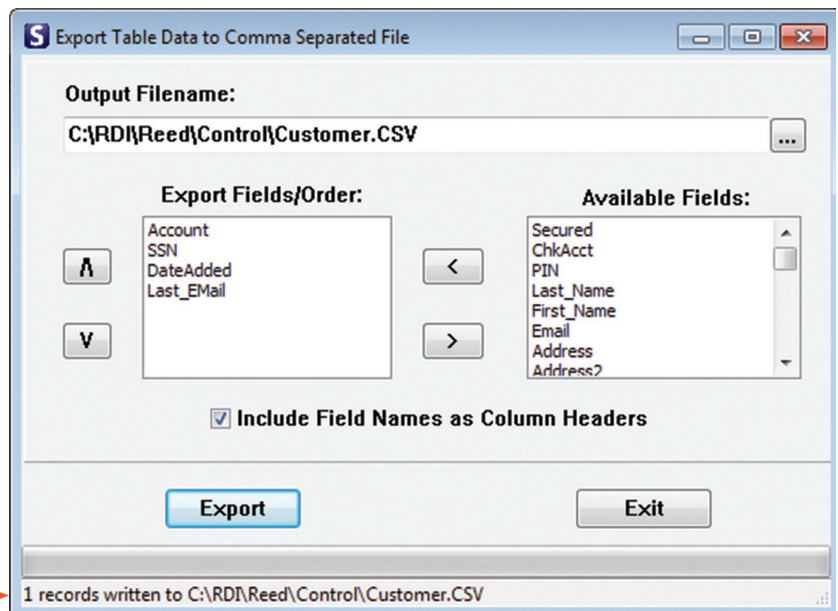 S Export Table Data to Comma Separated File
Output Filename:
C:\RDI\Reed\Control\Customer.CSV
...
Export Fields/Order:
Account
SSN
DateAdded
Last_EMail
Λ
V
<
>
Available Fields:
Secured
ChkAcct
PIN
Last_Name
First_Name
Email
Address
Address2
Include Field Names as Column Headers
Export
Exit
1 records written to C:\RDI\Reed\Control\Customer.CSV